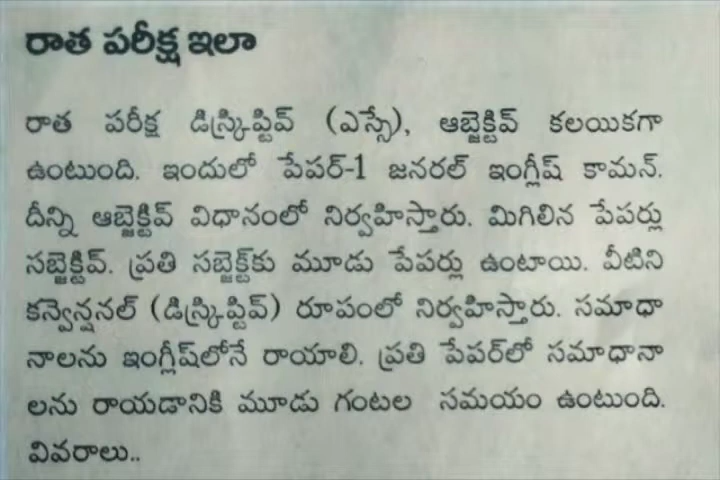 రాత పరీక్ష ఇలా
రాత పరీక్ష డిస్క్రిప్టివ్ (ఎస్సే), ఆబ్జెక్టివ్ కలయికగా
ఉంటుంది. ఇందులో పేపర్-1 జనరల్ ఇంగ్లీష్ కామన్.
దీన్ని ఆబ్జెక్టివ్ విధానంలో నిర్వహిస్తారు. మిగిలిన పేపర్లు
సబ్జెక్టివ్. ప్రతి సబ్జెక్ట్‌కు మూడు పేపర్లు ఉంటాయి. వీటిని
కన్వెన్షనల్ (డిస్క్రిప్టివ్) రూపంలో నిర్వహిస్తారు. సమాధా
నాలను ఇంగ్లీష్‌లోనే రాయాలి. ప్రతి పేపర్‌లో సమాధానా
లను రాయడానికి మూడు గంటల సమయం ఉంటుంది.
వివరాలు..